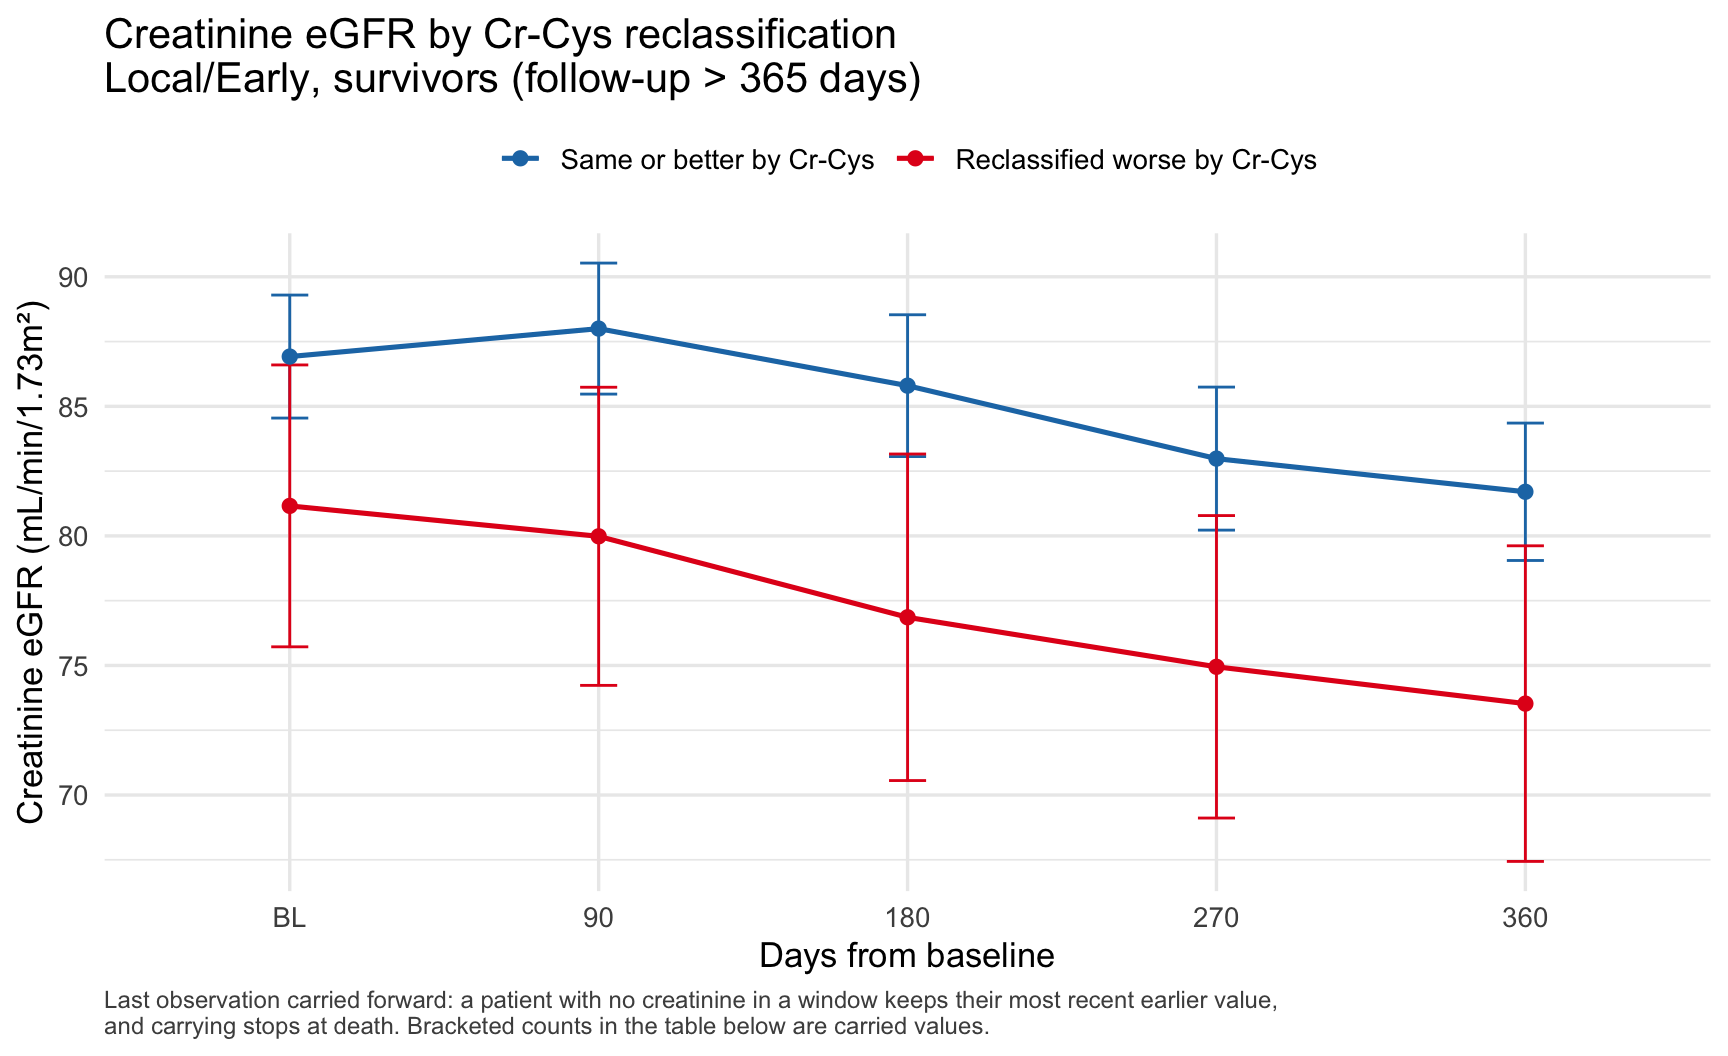 Creatinine eGFR by Cr-Cys reclassification
Local/Early, survivors (follow-up > 365 days)
Same or better by Cr-Cys
Reclassified worse by Cr-Cys
Creatinine eGFR (mL/min/1.73m²)
90
85
80
75
70
BL
90
180
270
360
Days from baseline
Last observation carried forward: a patient with no creatinine in a window keeps their most recent earlier value,
and carrying stops at death. Bracketed counts in the table below are carried values.